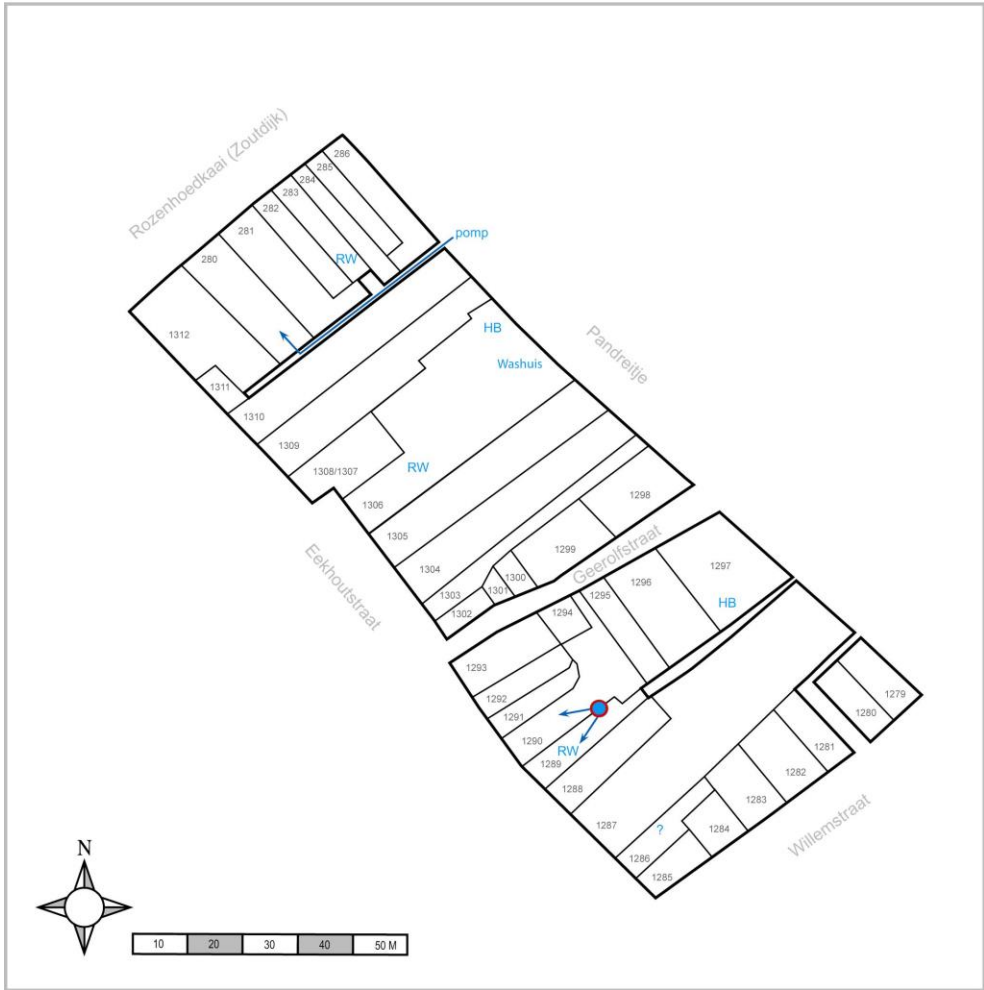 Rozenhoedkaai (Zoutdijk)
286
285
284
283
282
281
280
1312
1311
RW
pomp
HB
Washuis
Pandreitje
1310
1309
1308/1307
RW
1306
1305
1304
1303
1302
1301
1300
1299
1298
Eekhoutstraat
Geerolfstraat
1297
1296
1295
1294
HB
1293
1292
1291
1290
1289
RW
1288
1287
1279
1280
1281
1282
1283
1284
?
1286
1285
Willemstraat
N
10 20 30 40 50 M